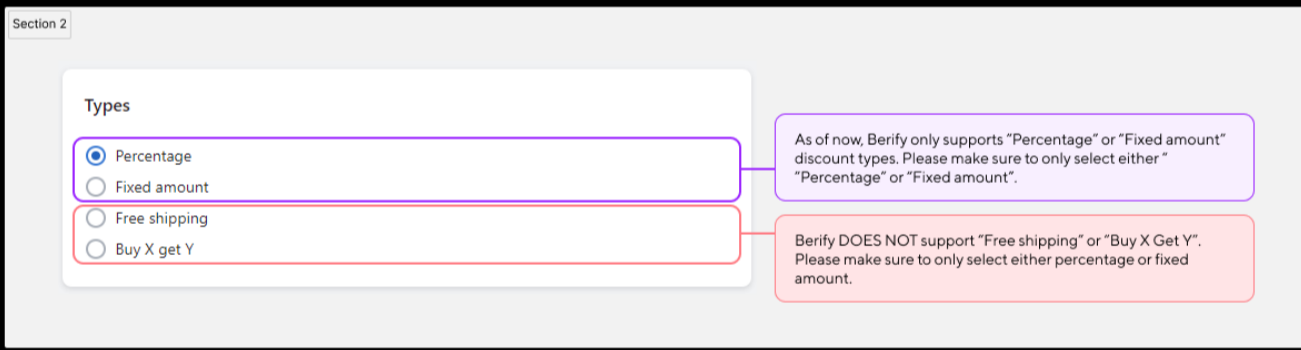 Section 2
Types
Percentage
Fixed amount
Free shipping
Buy X get Y
As of now, Berify only supports “Percentage” or “Fixed amount”
discount types. Please make sure to only select either “
“Percentage” or “Fixed amount”.
Berify DOES NOT support “Free shipping” or “Buy X Get Y”.
Please make sure to only select either percentage or fixed
amount.